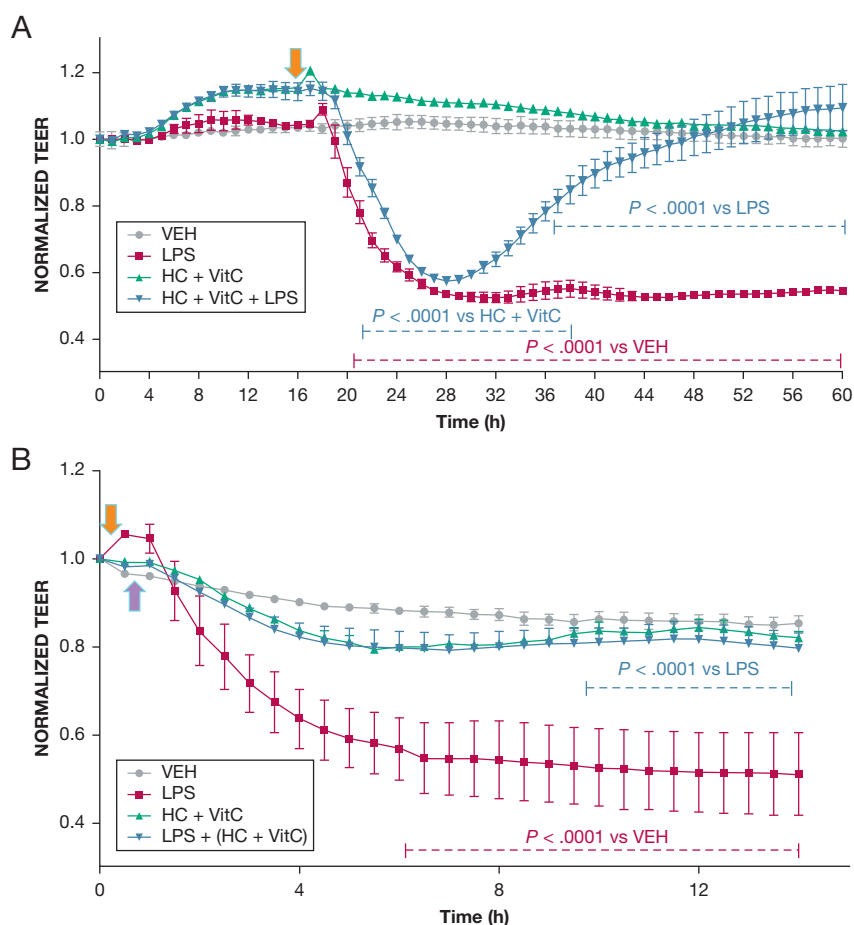 A
NORMALIZED TEER
1.2
1.0
0.8
0.6
0.4
VEH
LPS
HC + VitC
HC + VitC + LPS
P < .0001 vs LPS
P < .0001 vs HC + VitC
P < .0001 vs VEH
0 4 8 12 16 20 24 28 32 36 40 44 48 52 56 60
Time (h)
B
NORMALIZED TEER
1.2
1.0
0.8
0.6
0.4
P < .0001 vs LPS
VEH
LPS
HC + VitC
LPS + (HC + VitC)
P < .0001 vs VEH
0 4 8 12
Time (h)